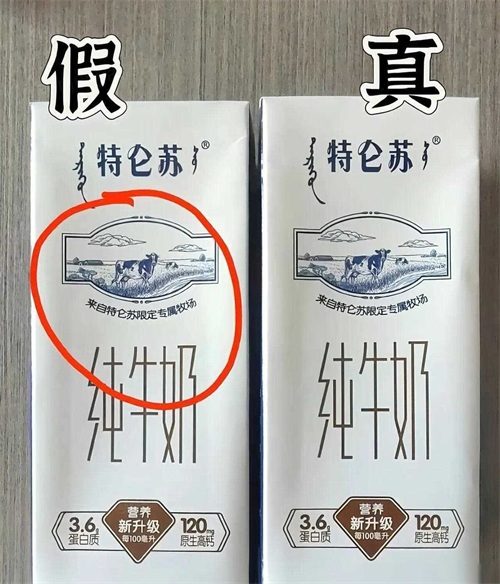 假
真
特仑苏®
来自特仑苏限定专属牧场
纯牛奶
3.6g
蛋白质
营养
新升级
每100毫升
120mg
原生高钙
特仑苏®
来自特仑苏限定专属牧场
纯牛奶
3.6g
蛋白质
营养
新升级
每100毫升
120mg
原生高钙